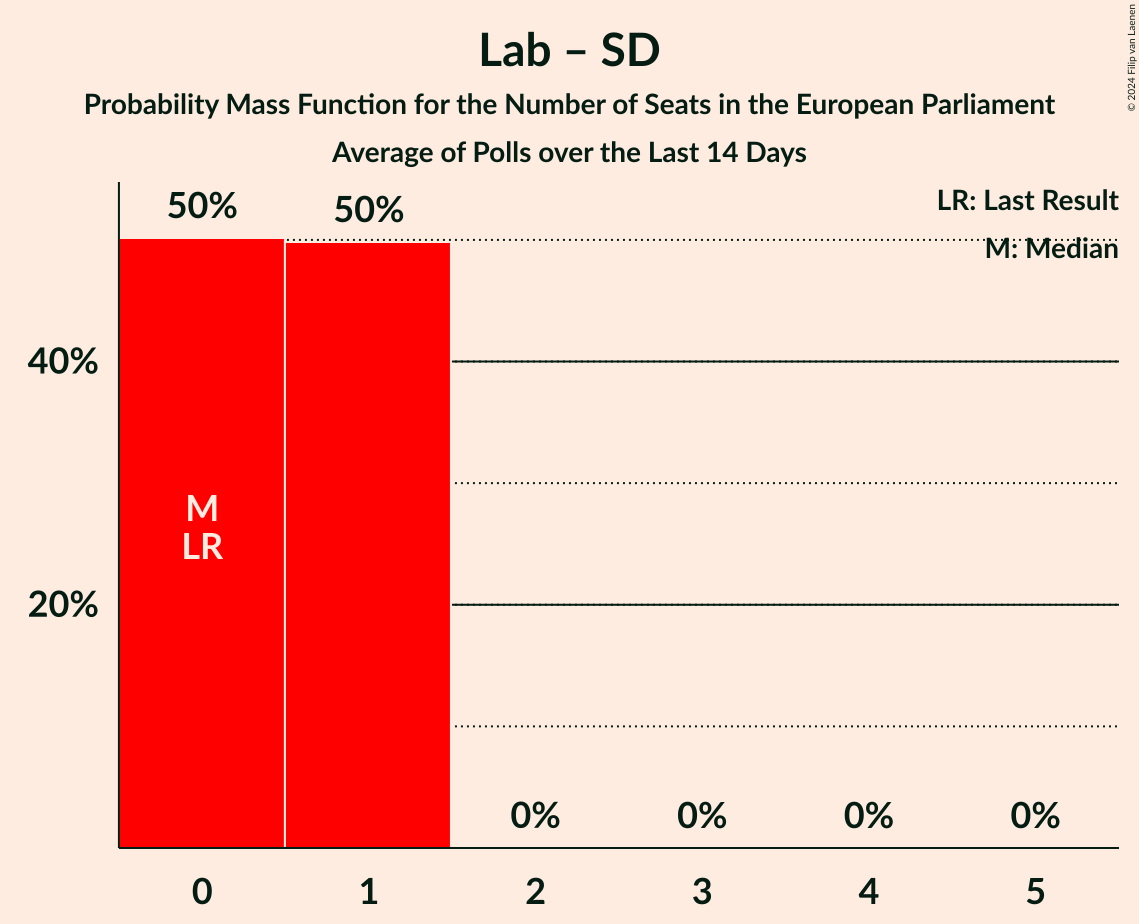 Lab – SD
Probability Mass Function for the Number of Seats in the European Parliament
Average of Polls over the Last 14 Days
© 2024 Filip van Laenen
LR: Last Result
M: Median
50%
50%
40%
20%
M
LR
0%
0%
0%
0%
0
1
2
3
4
5